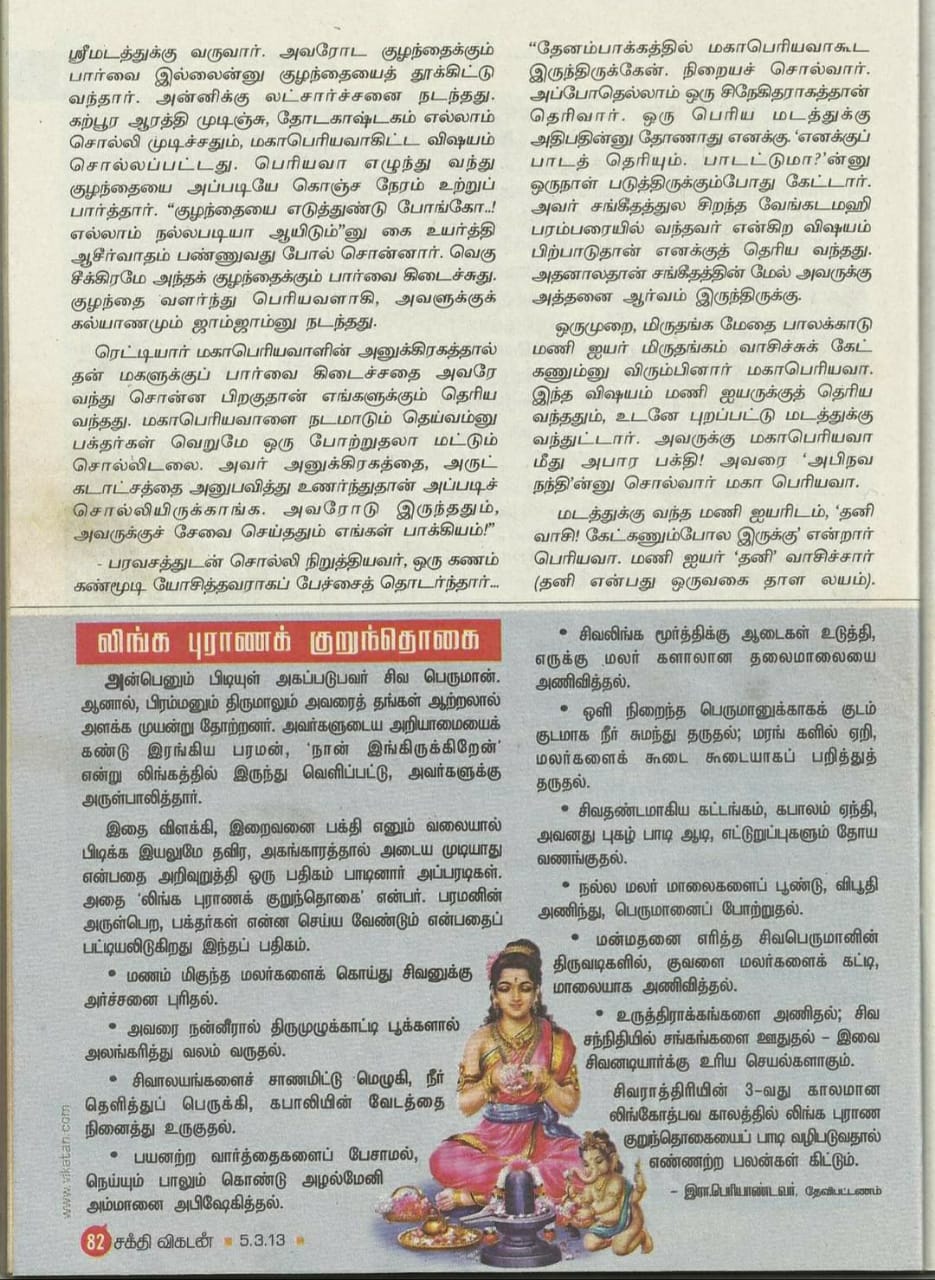 ஸ்ரீமடத்துக்கு வருவார். அவரோட குழந்தைக்கும்
பார்வை இல்லைன்னு குழந்தையைத் தூக்கிட்டு
வந்தார். அன்னிக்கு லட்சார்ச்சனை நடந்தது.
கற்பூர ஆரத்தி முடிஞ்சு, தோடகாஷ்டகம் எல்லாம்
சொல்லி முடிச்சதும், மகாபெரியவாகிட்ட விஷயம்
சொல்லப்பட்டது. பெரியவா எழுந்து வந்து
குழந்தையை அப்படியே கொஞ்ச நேரம் உற்றுப்
பார்த்தார். “குழந்தையை எடுத்துண்டு போங்கோ..!
எல்லாம் நல்லபடியா ஆயிடும்”னு கை உயர்த்தி
ஆசீர்வாதம் பண்ணுவது போல் சொன்னார். வெகு
சீக்கிரமே அந்தக் குழந்தைக்கும் பார்வை கிடைச்சுது.
குழந்தை வளர்ந்து பெரியவளாகி, அவளுக்குக்
கல்யாணமும் ஜாம்ஜாம்னு நடந்தது.
ரெட்டியார் மகாபெரியவாளின் அனுக்கிரகத்தால்
தன் மகளுக்குப் பார்வை கிடைச்சதை அவரே
வந்து சொன்ன பிறகுதான் எங்களுக்கும் தெரிய
வந்தது. மகாபெரியவாளை நடமாடும் தெய்வம்னு
பக்தர்கள் வெறுமே ஒரு போற்றுதலா மட்டும்
சொல்லிடலை. அவர் அனுக்கிரகத்தை, அருட்
கடாட்சத்தை அனுபவித்து உணர்ந்துதான் அப்படிச்
சொல்லியிருக்காங்க. அவரோடு இருந்ததும்,
அவருக்குச் சேவை செய்ததும் எங்கள் பாக்கியம்!”
- பரவசத்துடன் சொல்லி நிறுத்தியவர், ஒரு கணம்
கண்மூடி யோசித்தவராகப் பேச்சைத் தொடர்ந்தார்...
“தேனம்பாக்கத்தில் மகாபெரியவாகூட
இருந்திருக்கேன். நிறையச் சொல்வார்.
அப்போதெல்லாம் ஒரு சிநேகிதராகத்தான்
தெரிவார். ஒரு பெரிய மடத்துக்கு
அதிபதின்னு தோணாது எனக்கு. ‘எனக்குப்
பாடத் தெரியும். பாடட்டுமா?’ன்னு
ஒருநாள் படுத்திருக்கும்போது கேட்டார்.
அவர் சங்கீதத்துல சிறந்த வேங்கடமஹி
பரம்பரையில் வந்தவர் என்கிற விஷயம்
பிற்பாடுதான் எனக்குத் தெரிய வந்தது.
அதனாலதான் சங்கீதத்தின் மேல் அவருக்கு
அத்தனை ஆர்வம் இருந்திருக்கு.
ஒருமுறை, மிருதங்க மேதை பாலக்காடு
மணி ஐயர் மிருதங்கம் வாசிச்சுக் கேட்
கணும்னு விரும்பினார் மகாபெரியவா.
இந்த விஷயம் மணி ஐயருக்குத் தெரிய
வந்ததும், உடனே புறப்பட்டு மடத்துக்கு
வந்துட்டார். அவருக்கு மகாபெரியவா
மீது அபார பக்தி! அவரை ‘அபிநவ
நந்தி’ன்னு சொல்வார் மகா பெரியவா.
மடத்துக்கு வந்த மணி ஐயரிடம், ‘தனி
வாசி! கேட்கணும்போல இருக்கு’ என்றார்
பெரியவா. மணி ஐயர் ‘தனி’ வாசிச்சார்
(தனி என்பது ஒருவகை தாள லயம்).
லிங்க புராணக் குறுந்தொகை
அன்பெனும் பிடியுள் அகப்படுபவர் சிவ பெருமான்.
ஆனால், பிரம்மனும் திருமாலும் அவரைத் தங்கள் ஆற்றலால்
அளக்க முயன்று தோற்றனர். அவர்களுடைய அறியாமையைக்
கண்டு இரங்கிய பரமன், ‘நான் இங்கிருக்கிறேன்’
என்று லிங்கத்தில் இருந்து வெளிப்பட்டு, அவர்களுக்கு
அருள்பாலித்தார்.
இதை விளக்கி, இறைவனை பக்தி எனும் வலையால்
பிடிக்க இயலுமே தவிர, அகங்காரத்தால் அடைய முடியாது
என்பதை அறிவுறுத்தி ஒரு பதிகம் பாடினார் அப்பரடிகள்.
அதை ‘லிங்க புராணக் குறுந்தொகை’ என்பர். பரமனின்
அருள்பெற, பக்தர்கள் என்ன செய்ய வேண்டும் என்பதைப்
பட்டியலிடுகிறது இந்தப் பதிகம்.
• மணம் மிகுந்த மலர்களைக் கொய்து சிவனுக்கு
அர்ச்சனை புரிதல்.
• அவரை நன்னீரால் திருமுழுக்காட்டி பூக்களால்
அலங்கரித்து வலம் வருதல்.
• சிவாலயங்களைச் சாணமிட்டு மெழுகி, நீர்
தெளித்துப் பெருக்கி, கபாலியின் வேடத்தை
நினைத்து உருகுதல்.
• பயனற்ற வார்த்தைகளைப் பேசாமல்,
நெய்யும் பாலும் கொண்டு அழல்மேனி
அம்மானை அபிஷேகித்தல்.
• சிவலிங்க மூர்த்திக்கு ஆடைகள் உடுத்தி,
எருக்கு மலர் களாலான தலைமாலையை
அணிவித்தல்.
• ஒளி நிறைந்த பெருமானுக்காகக் குடம்
குடமாக நீர் சுமந்து தருதல்; மரங் களில் ஏறி,
மலர்களைக் கூடை கூடையாகப் பறித்துத்
தருதல்.
• சிவதண்டமாகிய கட்டங்கம், கபாலம் ஏந்தி,
அவனது புகழ் பாடி ஆடி, எட்டுறுப்புகளும் தோய
வணங்குதல்.
• நல்ல மலர் மாலைகளைப் பூண்டு, விபூதி
அணிந்து, பெருமானைப் போற்றுதல்.
• மன்மதனை எரித்த சிவபெருமானின்
திருவடிகளில், குவளை மலர்களைக் கட்டி,
மாலையாக அணிவித்தல்.
• உருத்திராக்கங்களை அணிதல்; சிவ
சந்நிதியில் சங்கங்களை ஊதுதல் – இவை
சிவனடியார்க்கு உரிய செயல்களாகும்.
சிவராத்திரியின் 3-வது காலமான
லிங்கோத்பவ காலத்தில் லிங்க புராண
குறுந்தொகையைப் பாடி வழிபடுவதால்
எண்ணற்ற பலன்கள் கிட்டும்.
- இரா.பெரியாண்டவர், தேவிபட்டணம்
www.vikatan.com
82 சக்தி விகடன் 5.3.13